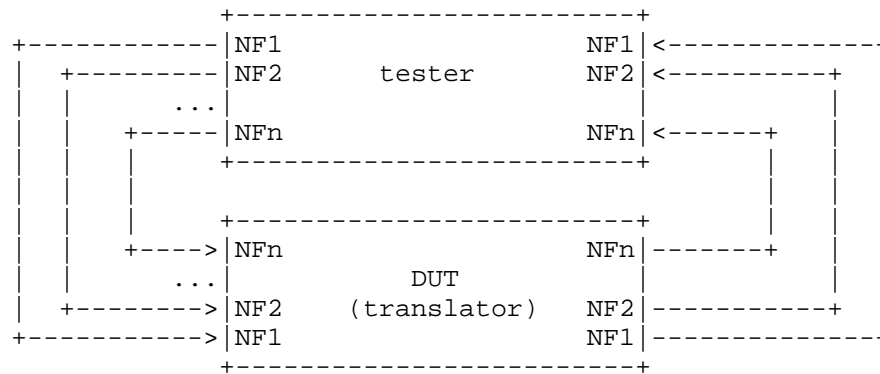 NF1 NF1
NF2 tester NF2
...
NFn NFn
NFn NFn
... DUT
NF2 (translator) NF2
NF1 NF1